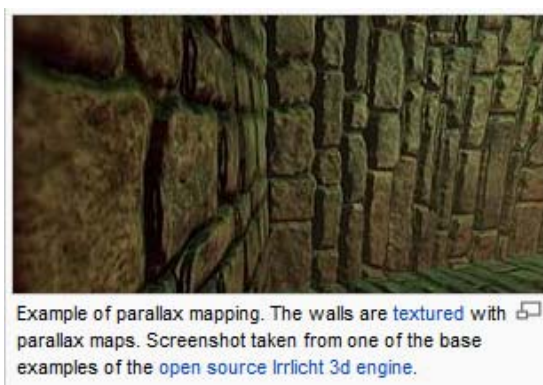 Example of parallax mapping. The walls are textured with
parallax maps. Screenshot taken from one of the base
examples of the open source Irrlicht 3d engine.